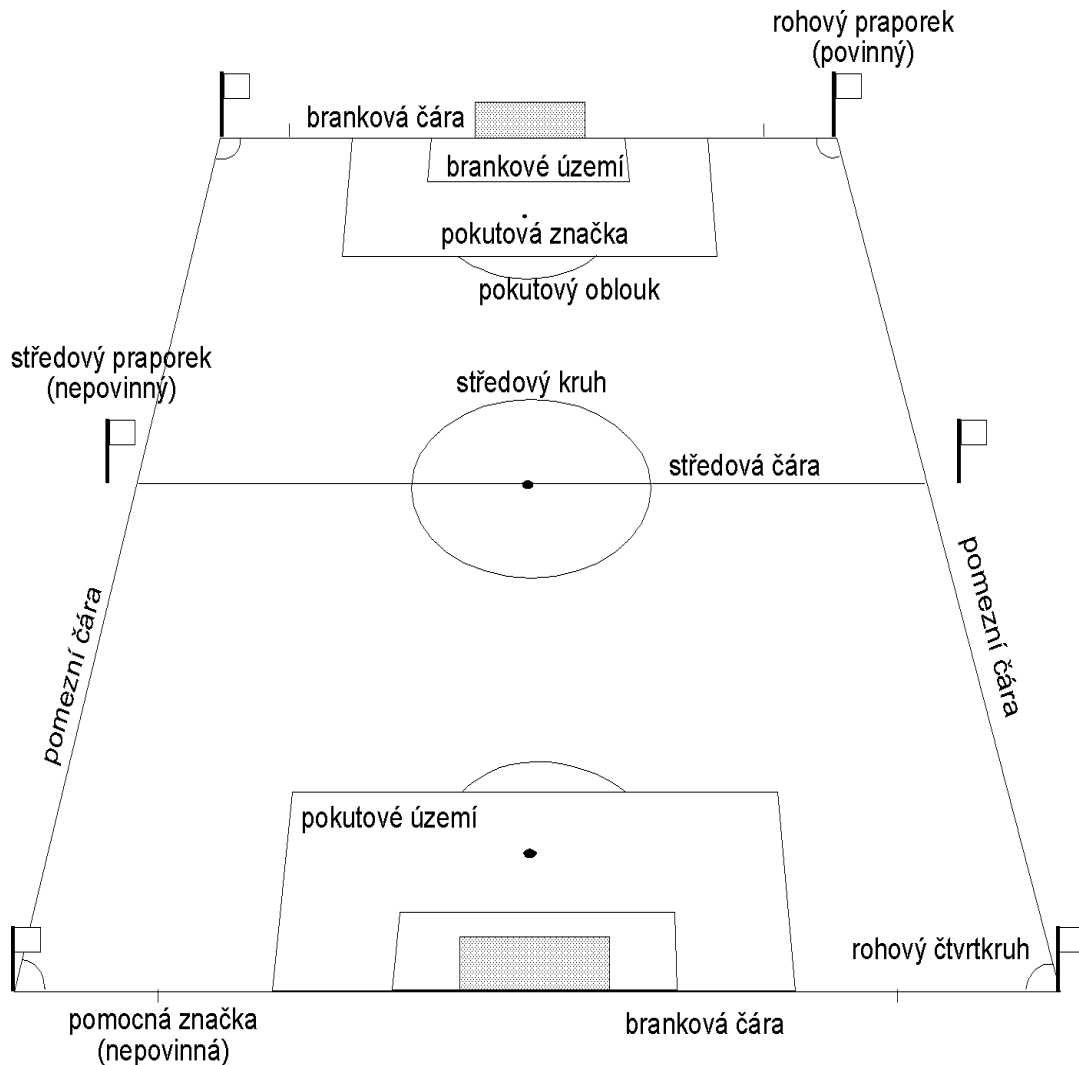 rohový praporek
(povinný)
branková čára
brankové území
pokutová značka
pokutový oblouk
středový praporek
(nepovinný)
středový kruh
středová čára
pomezní čára
pomezní čára
pokutové území
rohový čtvrtkruh
pomocná značka
(nepovinná)
branková čára